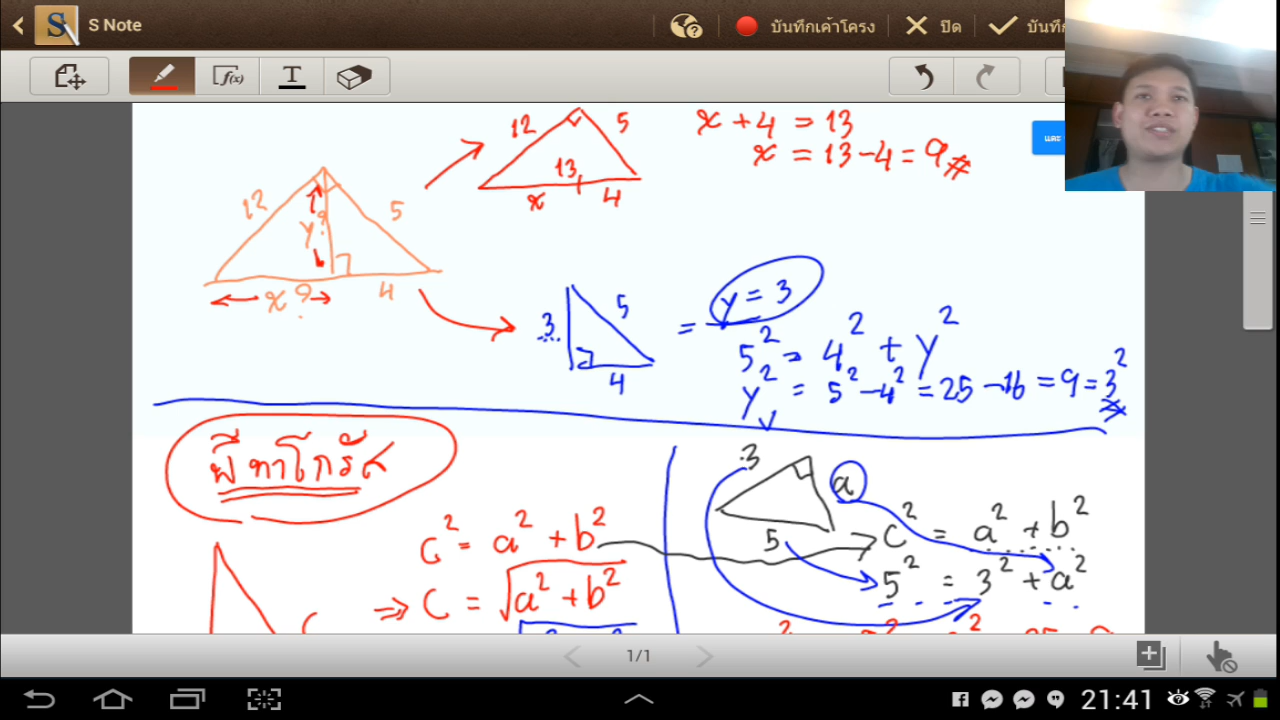 S Note
บันทึกเค้าโครง
ปิด
บันทึก
T
f(x)
12 5
13
x 4
x + 4 = 13
x = 13 - 4 = 9 #
และ
12 5
y ?
x ? 4
3 5
4
= y = 3
5² = 4² + y²
y² = 5² - 4² = 25 - 16 = 9 = 3²
พีทาโกรัส
c² = a² + b²
⇒ C = √a² + b²
C
3 a
5
c² = a² + b²
5² = 3² + a²
1/1
21:41